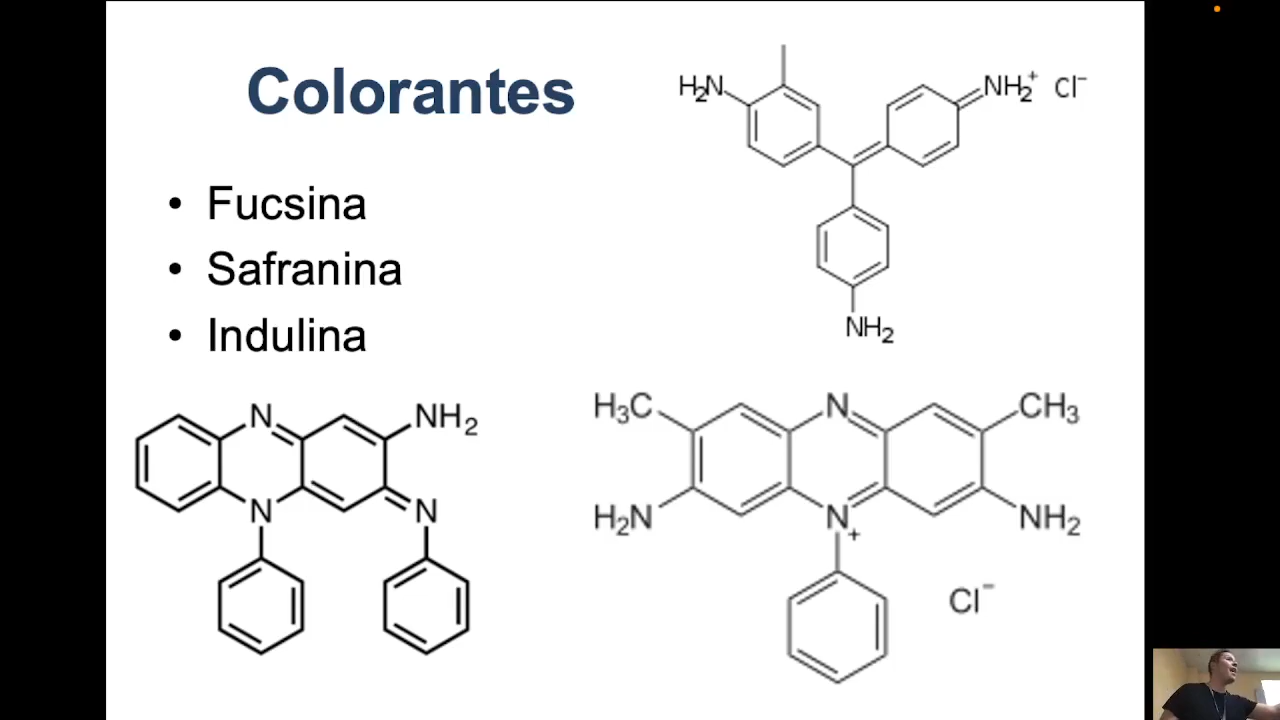 Colorantes
• Fucsina
• Safranina
• Indulina
H₂N
NH₂⁺ Cl⁻
NH₂
N
NH₂
N
N
H₃C
N
CH₃
H₂N
N⁺
NH₂
Cl⁻